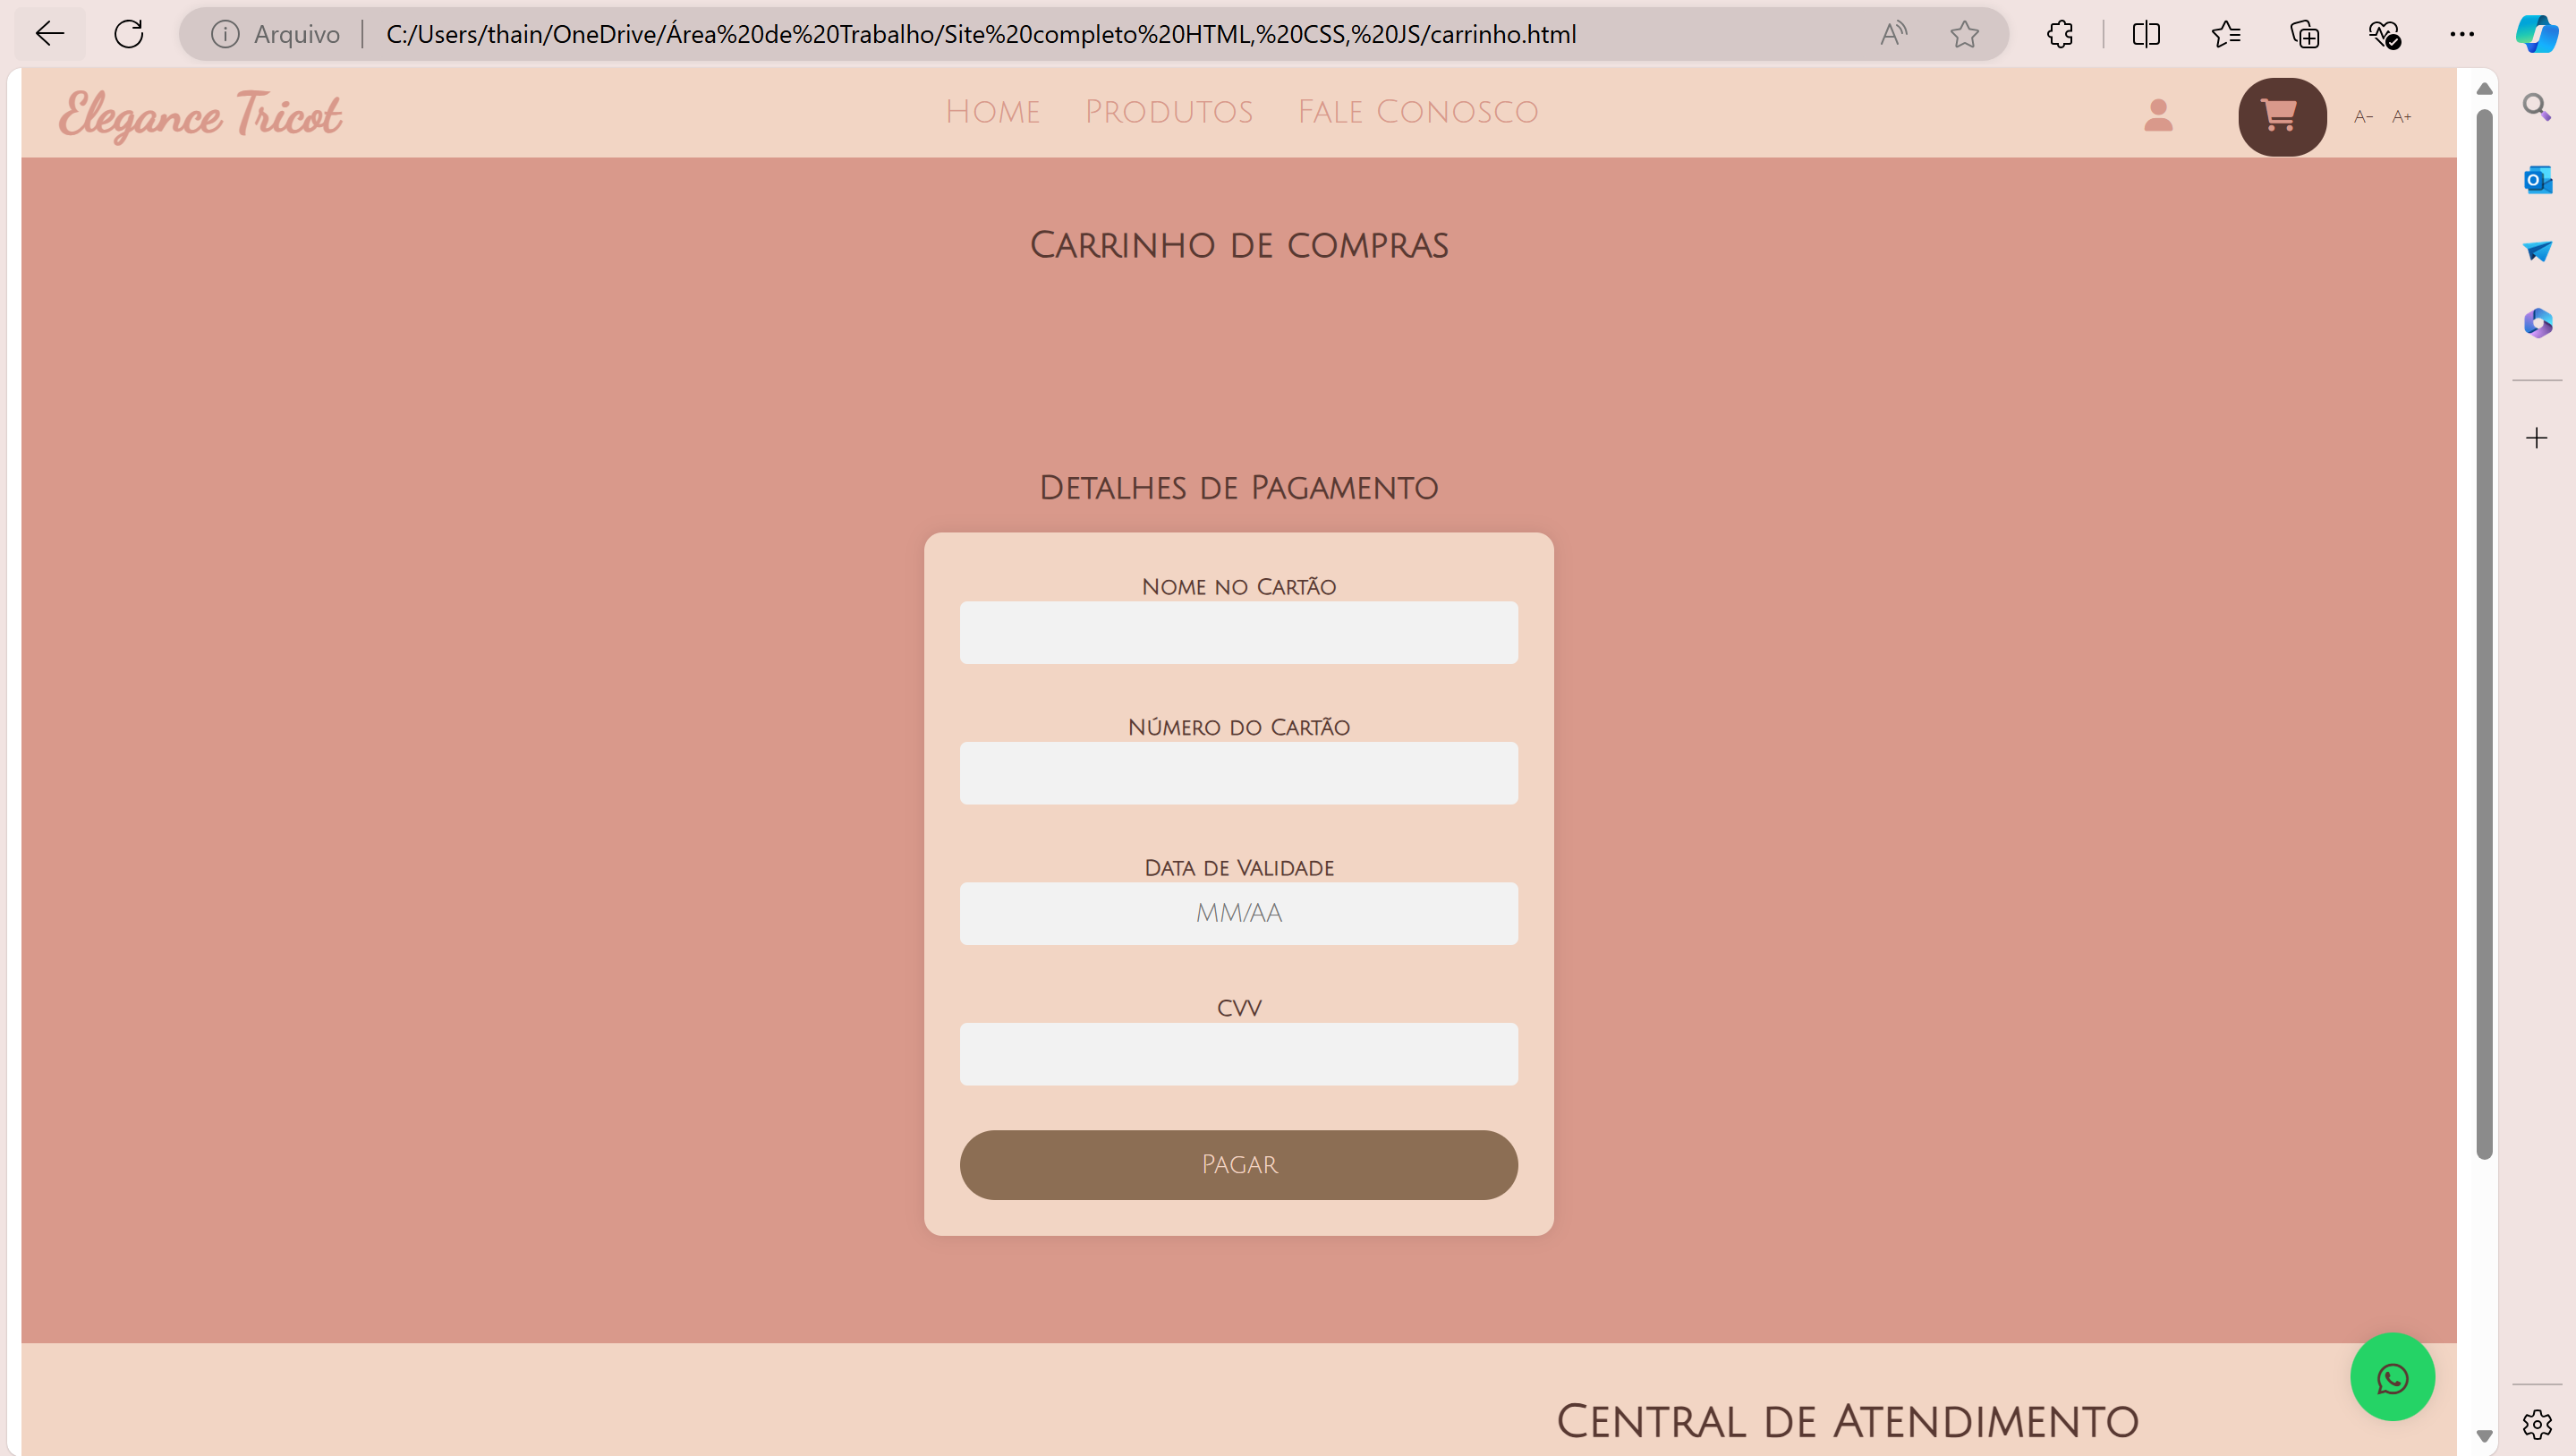 Arquivo C:/Users/thain/OneDrive/Área%20de%20Trabalho/Site%20completo%20HTML,%20CSS,%20JS/carrinho.html
Elegance Tricot Home Produtos Fale Conosco A- A+
Carrinho de compras
Detalhes de Pagamento
Nome no Cartão
Número do Cartão
Data de Validade
MM/AA
CVV
Pagar
Central de Atendimento